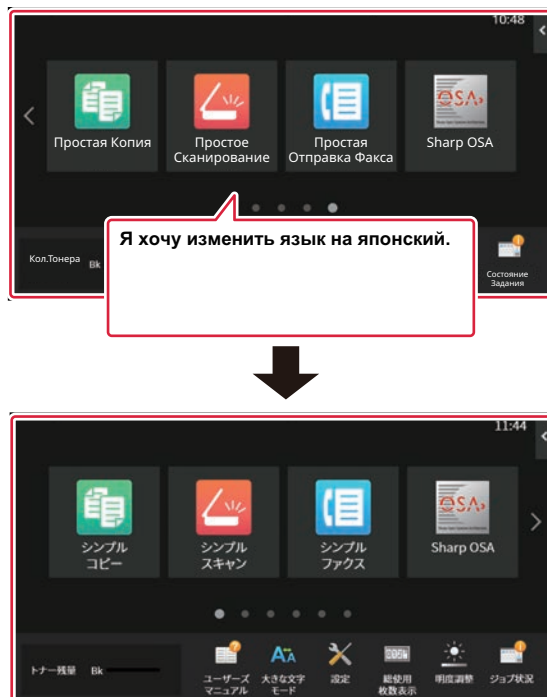 10:48
Простая Копия
Простое
Сканирование
Простая
Отправка Факса
OSA
Sharp OSA
Я хочу изменить язык на японский.
Кол.Тонера
Bk
Состояние
Задания
11:44
シンプル
コピー
シンプル
スキャン
シンプル
ファクス
OSA
Sharp OSA
トナー残量 Bk
ユーザーズ
マニュアル
大きな文字
モード
設定
総使用
枚数表示
明度調整
ジョブ状況